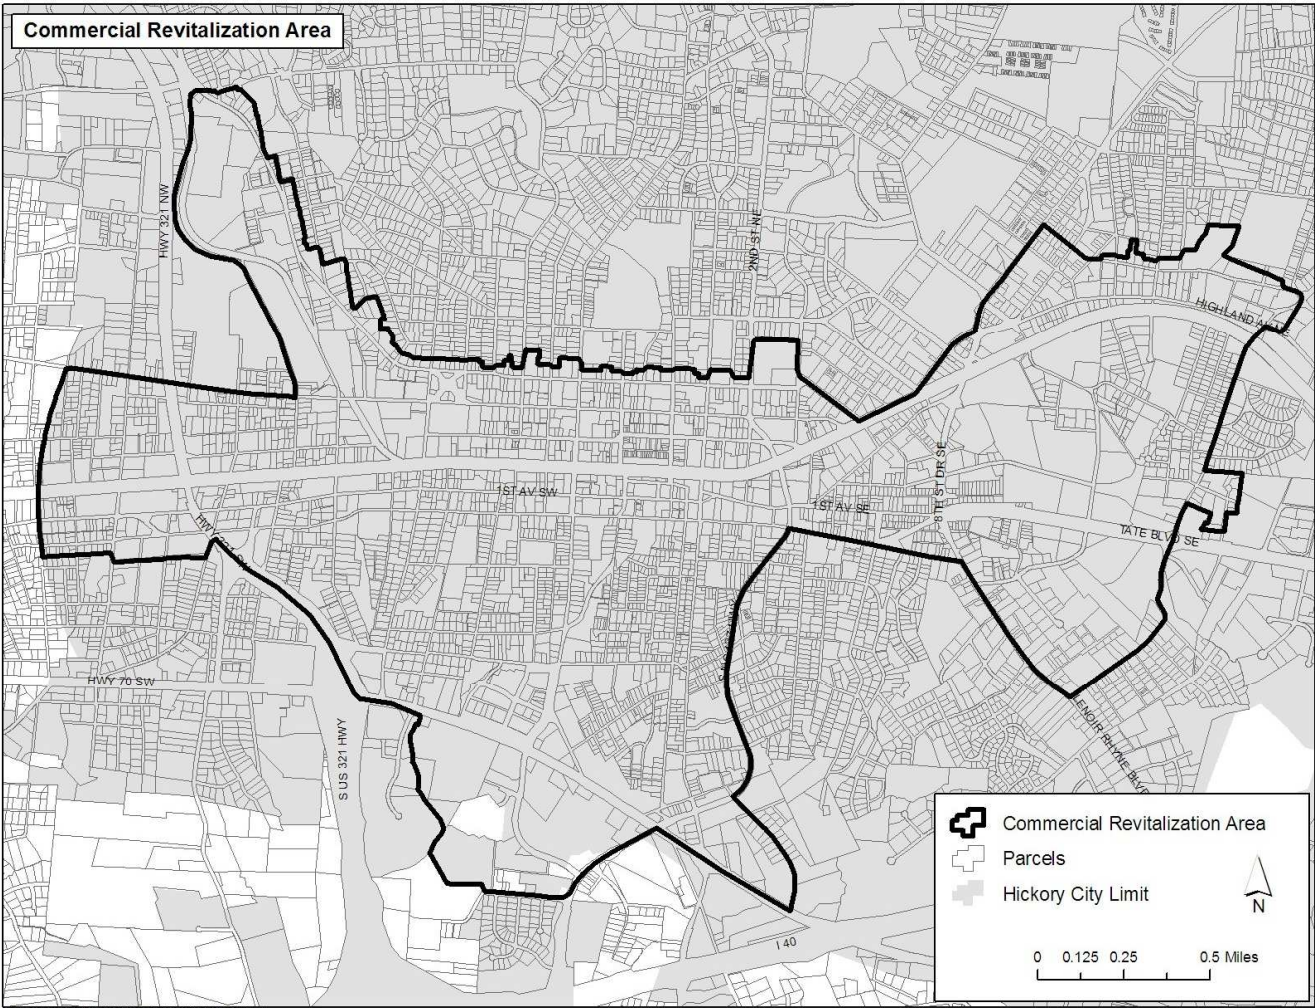 Commercial Revitalization Area
HWY 321 NW
2ND ST NE
HIGHLAND AV NE
1ST AV SW
1ST AV SE
8TH ST DR SE
TATE BLVD SE
HWY 70 SW
S US 321 HWY
LENOIR RHYNE BLVD
I 40
Commercial Revitalization Area
Parcels
Hickory City Limit
N
0 0.125 0.25 0.5 Miles